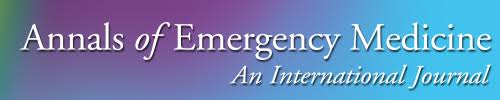 Annals of Emergency Medicine
An International Journal